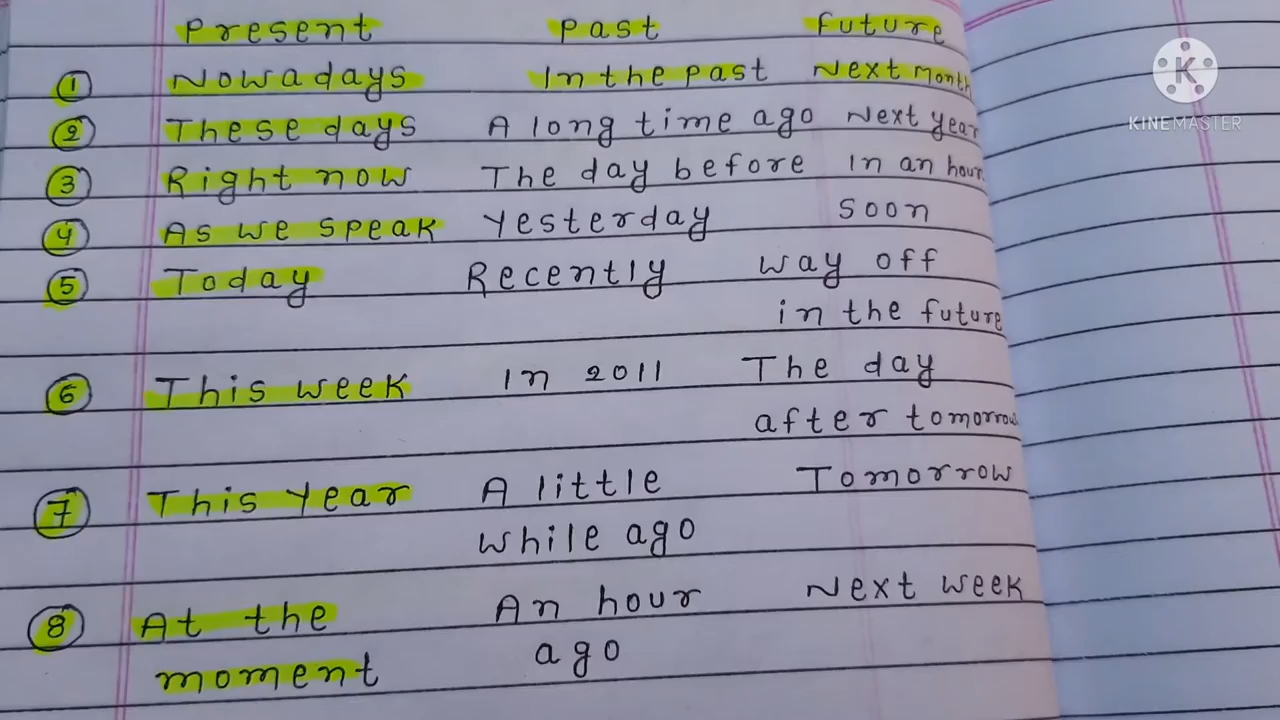 Present Past Future
1 Nowadays In the past Next Month
2 These days A long time ago Next year
3 Right now The day before In an hour
4 As we speak Yesterday Soon
5 Today Recently way off
in the future
6 This week In 2011 The day
after tomorrow
7 This year A little Tomorrow
while ago
8 At the An hour Next week
moment ago
K
KINEMASTER